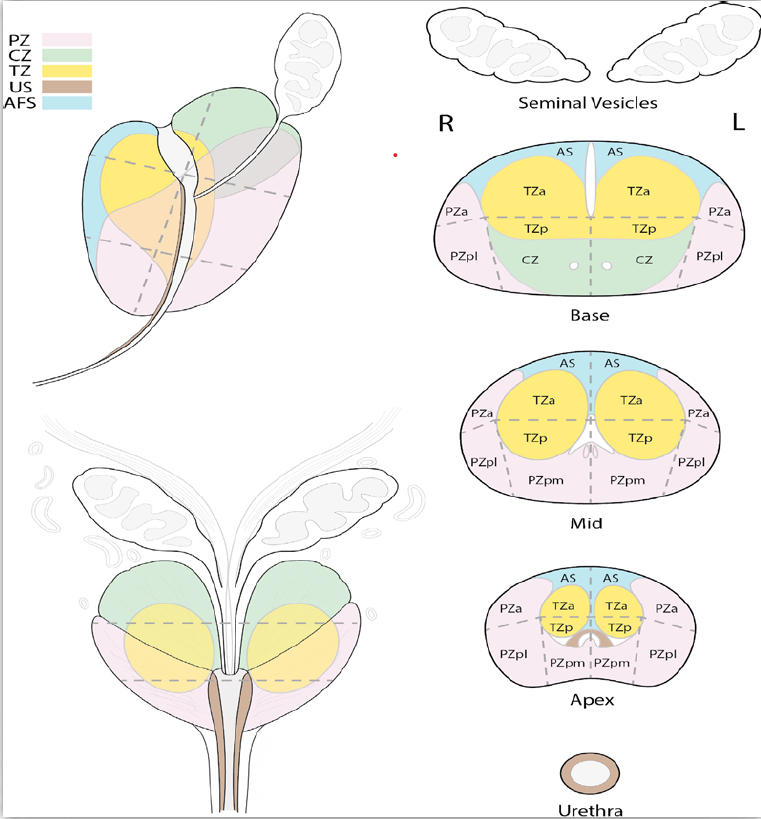 PZ
CZ
TZ
US
AFS
Seminal Vesicles
R L
AS AS
TZa TZa
PZa PZa
TZp TZp
PZpl CZ CZ PZpl
Base
AS AS
TZa TZa
PZa PZa
TZp TZp
PZpl PZpl
PZpm PZpm
Mid
AS AS
PZa TZa TZa PZa
TZp TZp
PZpl PZpm PZpm PZpl
Apex
Urethra